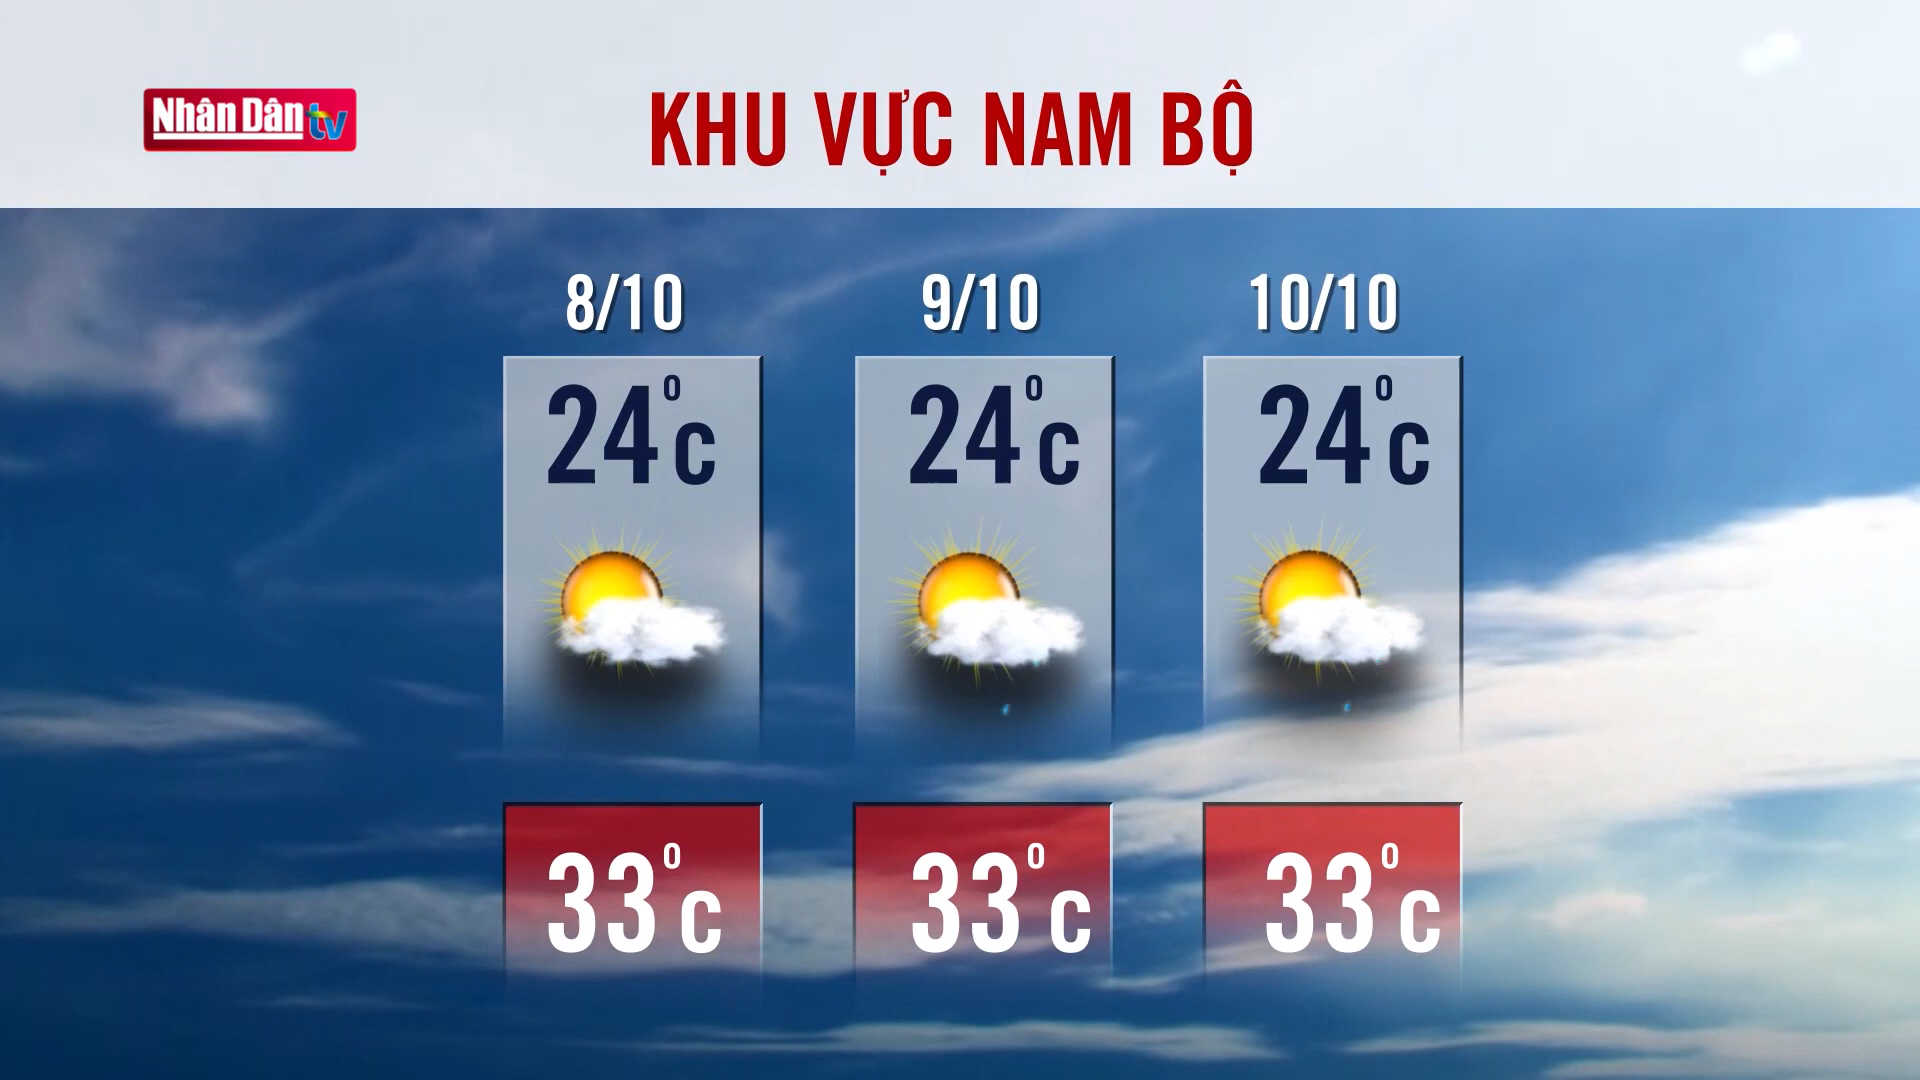 Nhân Dân tv
KHU VỰC NAM BỘ
8/10 9/10 10/10
24°C 24°C 24°C
33°C 33°C 33°C